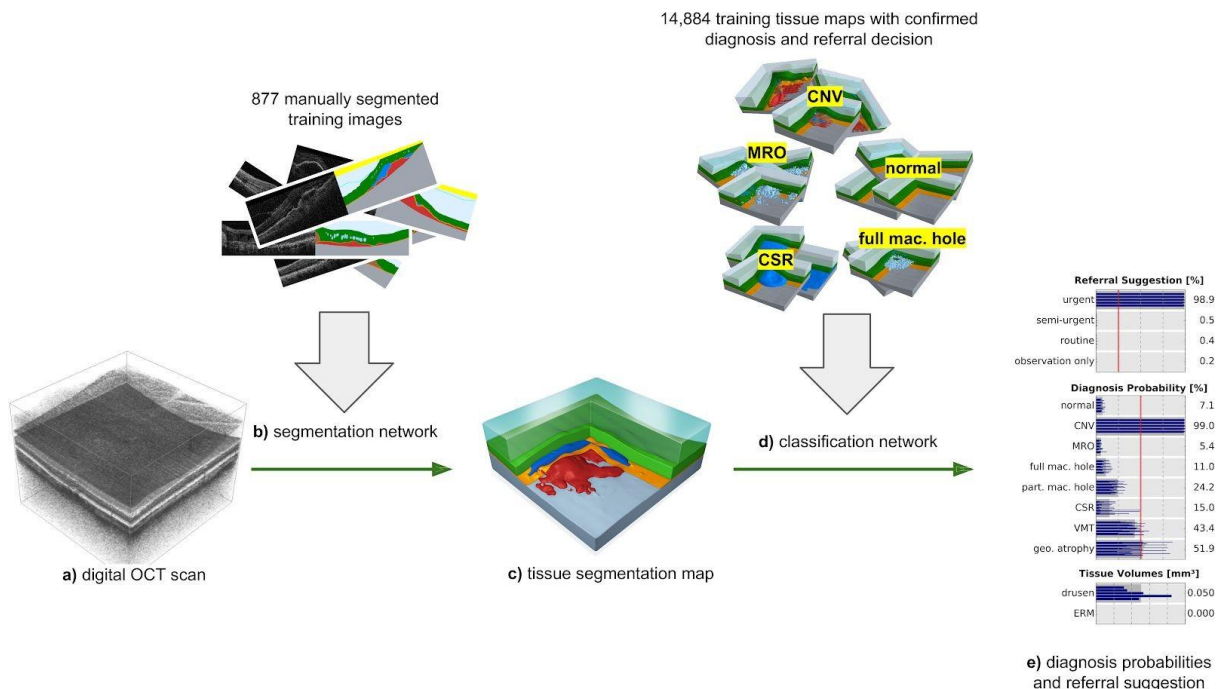 14,884 training tissue maps with confirmed
diagnosis and referral decision
877 manually segmented
training images
CNV
MRO
normal
full mac. hole
CSR
a) digital OCT scan
b) segmentation network
c) tissue segmentation map
d) classification network
Referral Suggestion [%]
urgent 98.9
semi-urgent 0.5
routine 0.4
observation only 0.2
Diagnosis Probability [%]
normal 7.1
CNV 99.0
MRO 5.4
full mac. hole 11.0
part. mac. hole 24.2
CSR 15.0
VMT 43.4
geo. atrophy 51.9
Tissue Volumes [mm³]
drusen 0.050
ERM 0.000
e) diagnosis probabilities
and referral suggestion